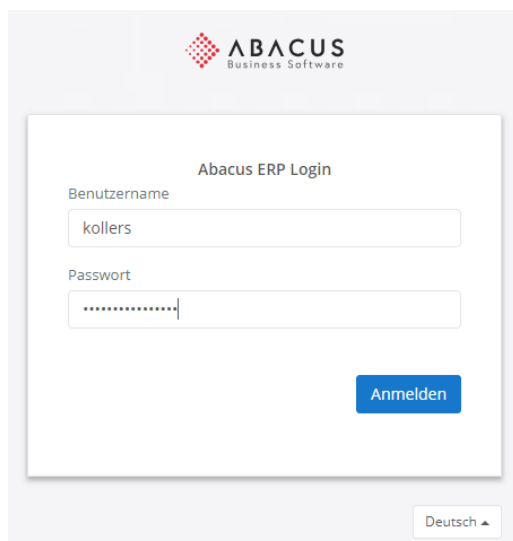 ABACUS
Business Software
Abacus ERP Login
Benutzername
kollers
Passwort
••••••••••••••••
Anmelden
Deutsch